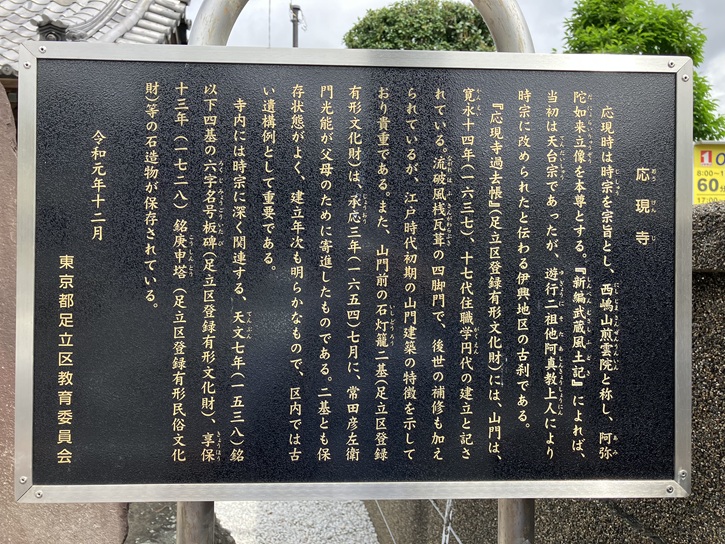 応現寺
応現時は時宗を宗旨とし、西嶋山煎雲院と称し、阿弥
陀如来立像を本尊とする。『新編武蔵風土記』によれば、
当初は天台宗であったが、遊行二祖他阿真教上人により
時宗に改められたと伝わる伊興地区の古刹である。
『応現寺過去帳』(足立区登録有形文化財)には、山門は、
寛永十四年(一六三七)、十七代住職学円代の建立と記さ
れている。流破風桟瓦葺の四脚門で、後世の補修も加え
られているが、江戸時代初期の山門建築の特徴を示して
おり貴重である。また、山門前の石灯籠二基(足立区登録
有形文化財)は、承応三年(一六五四)七月に、常田彦左衛
門光能が父母のために寄進したものである。二基とも保
存状態がよく、建立年次も明らかなもので、区内では古
い遺構例として重要である。
寺内には時宗に深く関連する、天文七年(一五三八)銘
以下四基の六字名号板碑(足立区登録有形文化財)、享保
十三年(一七二八)銘庚申塔(足立区登録有形民俗文化
財)等の石造物が保存されている。
令和元年十二月
東京都足立区教育委員会
8:00~1
60分
17:00